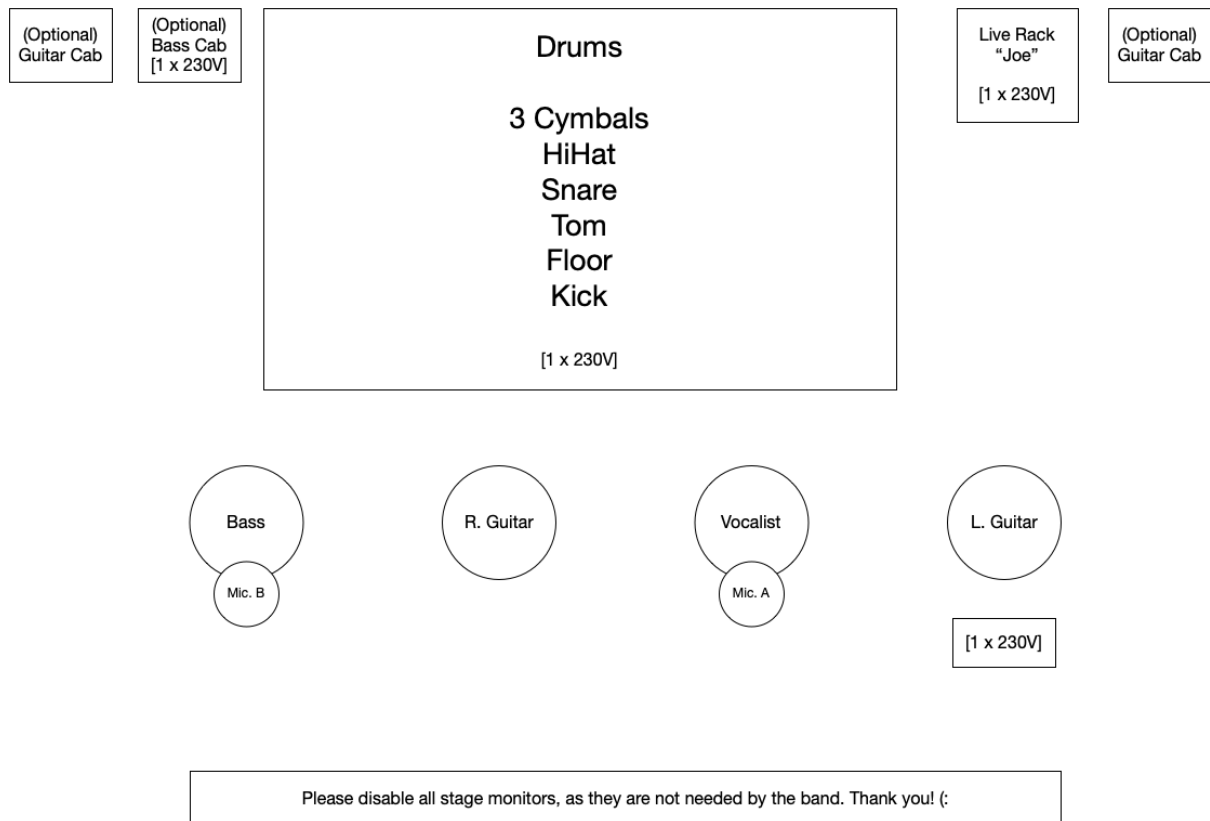 (Optional)
Guitar Cab
(Optional)
Bass Cab
[1 x 230V]
Drums
3 Cymbals
HiHat
Snare
Tom
Floor
Kick
[1 x 230V]
Live Rack
“Joe”
[1 x 230V]
(Optional)
Guitar Cab
Bass
Mic. B
R. Guitar
Vocalist
Mic. A
L. Guitar
[1 x 230V]
Please disable all stage monitors, as they are not needed by the band. Thank you! (: